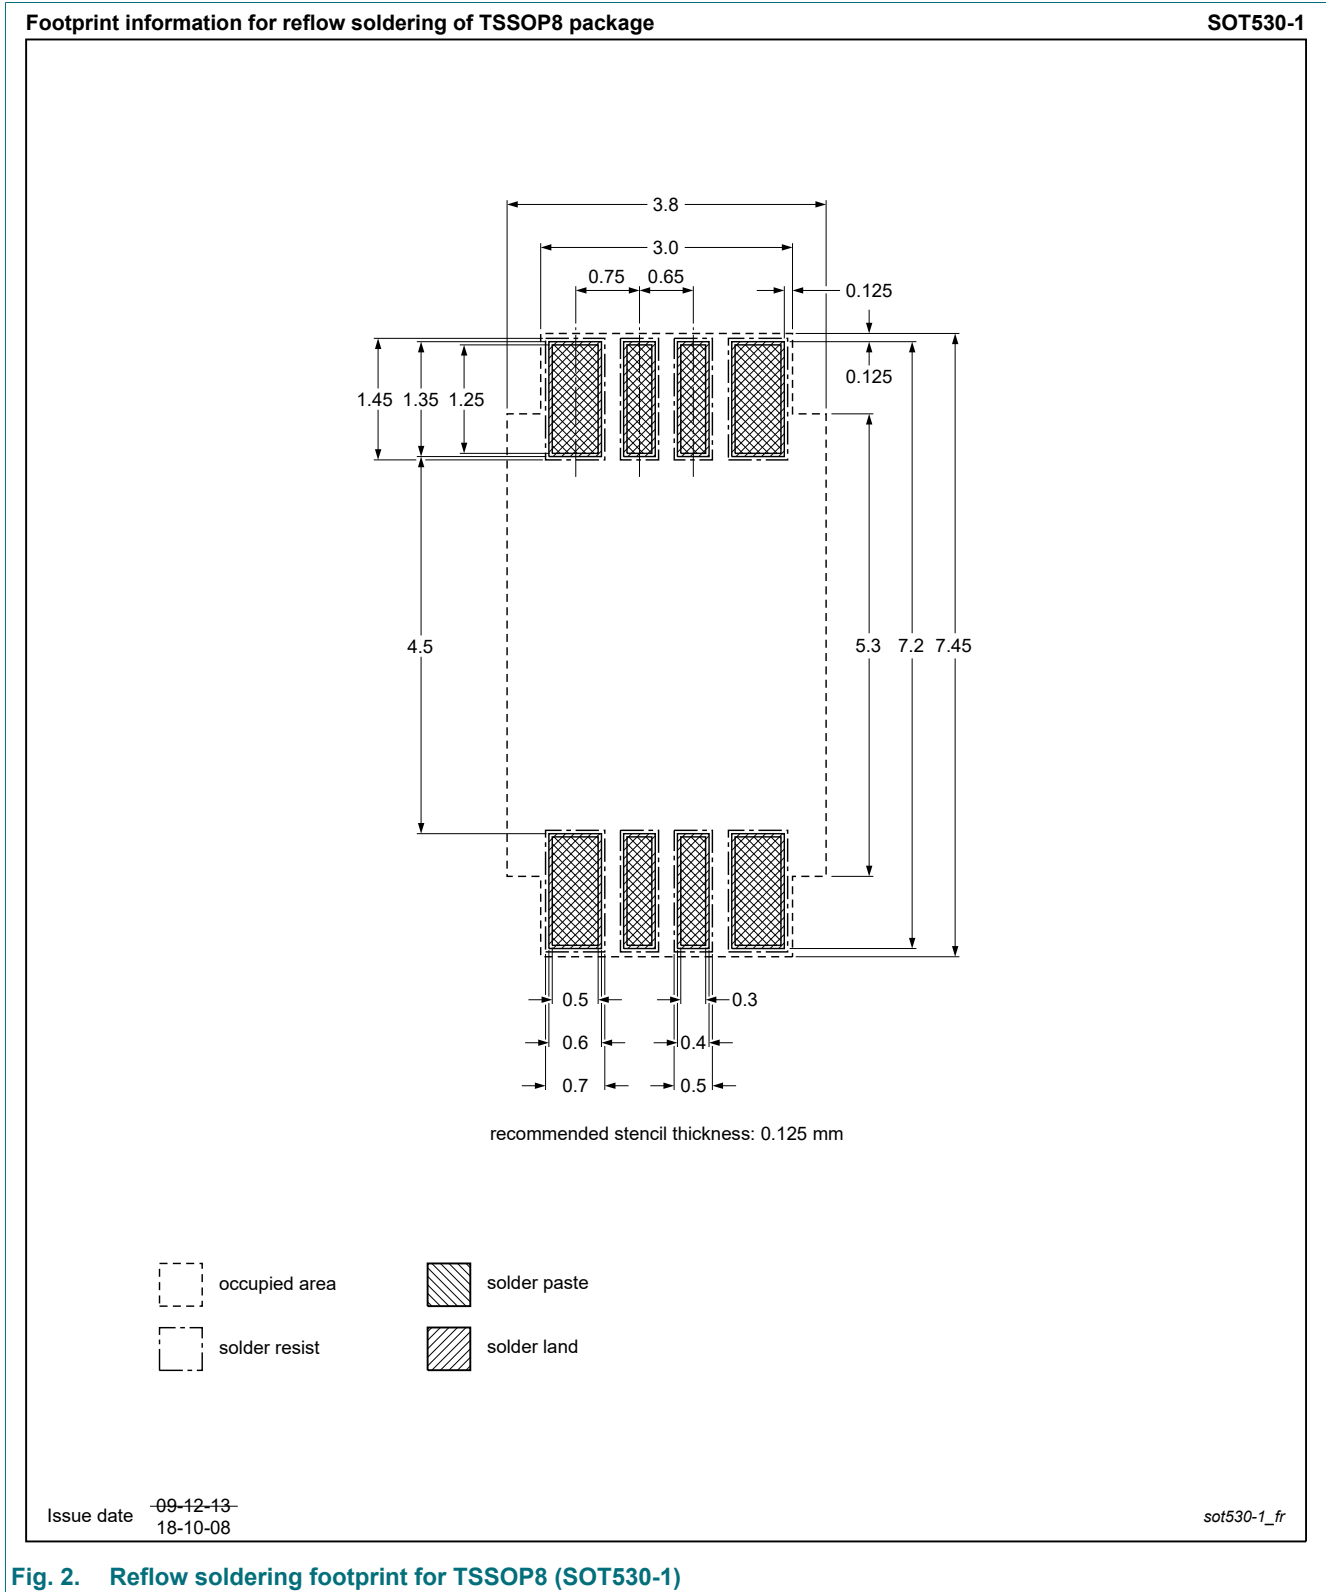 Footprint information for reflow soldering of TSSOP8 package SOT530-1
3.8
3.0
0.75 0.65
0.125
0.125
1.45 1.35 1.25
4.5
5.3 7.2 7.45
0.5 0.3
0.6 0.4
0.7 0.5
recommended stencil thickness: 0.125 mm
occupied area solder paste
solder resist solder land
Issue date 09-12-13
18-10-08
sot530-1_fr
Fig. 2. Reflow soldering footprint for TSSOP8 (SOT530-1)